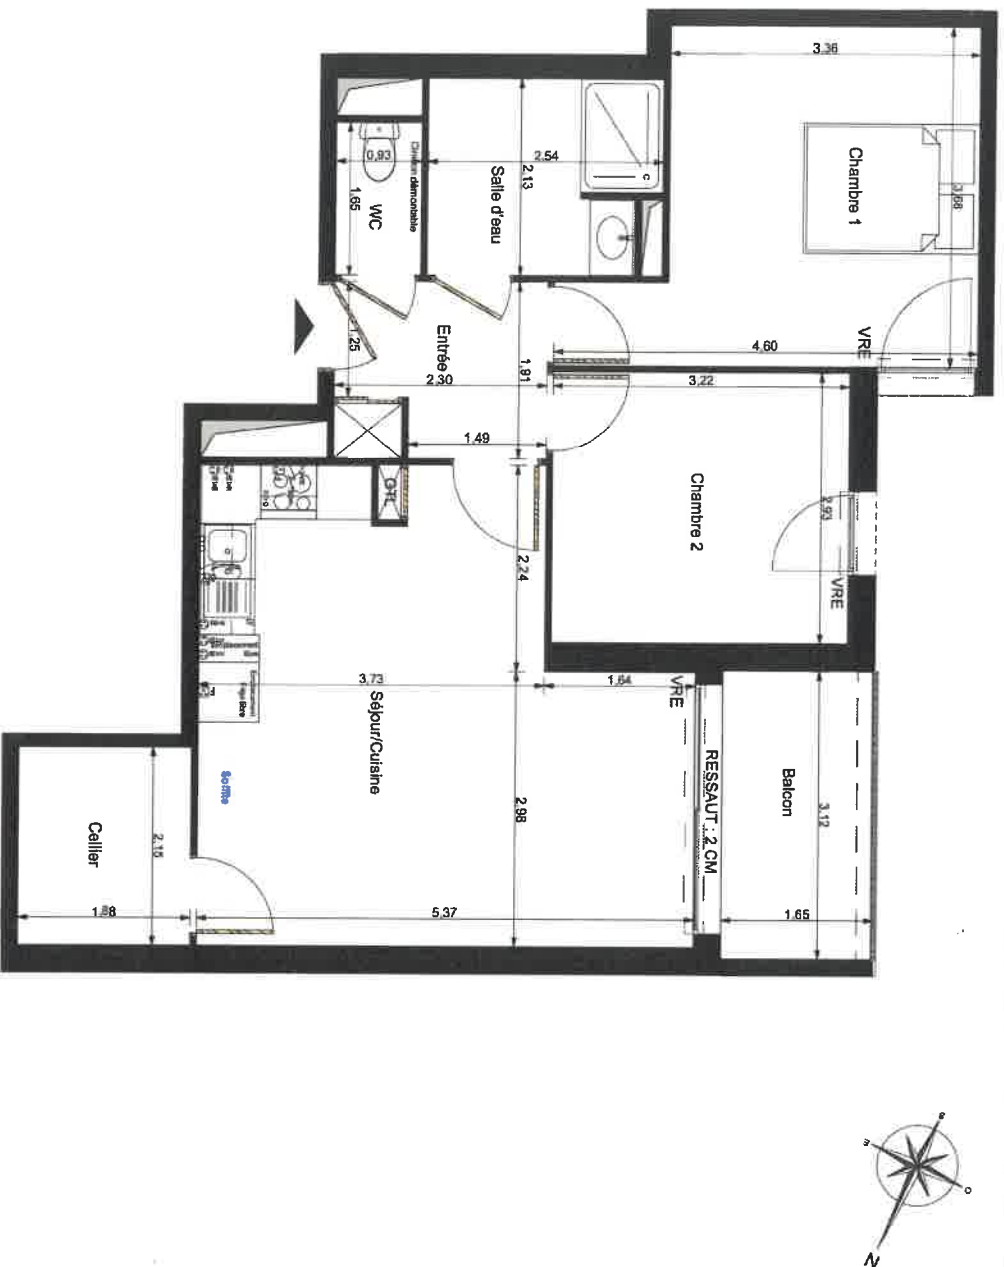 3.36
3.68
Chambre 1
VRE
4.60
2.54
2.13
Salle d'eau
C
Cloison démontable
0,93
1,65
WC
1,25
Entrée
2,30
1,91
1,49
3,22
2,93
Chambre 2
VRE
GTL
2,24
3,73
Séjour/Cuisine
1,64
VRE
RESSAUT : 2 CM
Balcon
3,12
1,65
2,98
5,37
Soffite
Emplacement
libre
Cellier
2,15
1,88
S
E
O
N